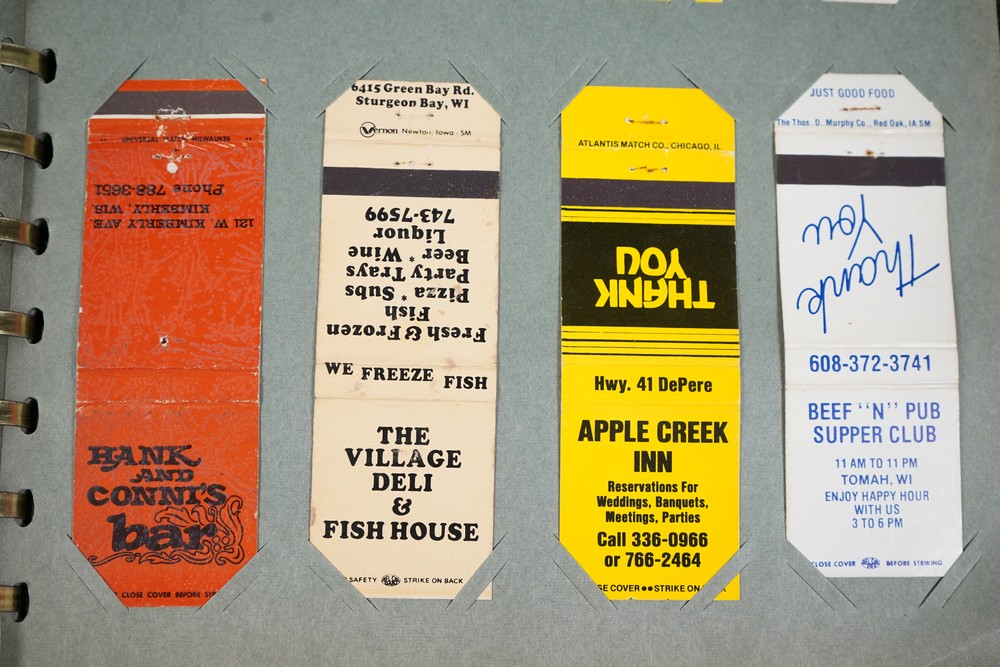 UNIVERSAL MATCH MILWAUKEE
121 W. KIMBERLY AVE.
KIMBERLY, WIS.
Phone 788-3651
HANK
AND
CONNI'S
bar
CLOSE COVER BEFORE STRI
6415 Green Bay Rd.
Sturgeon Bay, WI
Vernon Newton, Iowa - SM
Fresh & Frozen
Fish
Pizza * Subs
Party Trays
Beer * Wine
Liquor
743-7599
WE FREEZE FISH
THE
VILLAGE
DELI
&
FISH HOUSE
SAFETY STRIKE ON BACK
ATLANTIS MATCH CO., CHICAGO, IL
THANK
YOU
Hwy. 41 DePere
APPLE CREEK
INN
Reservations For
Weddings, Banquets,
Meetings, Parties
Call 336-0966
or 766-2464
SE COVER ●● STRIKE ON
JUST GOOD FOOD
The Thos. D. Murphy Co., Red Oak, IA SM
Thank
You
608-372-3741
BEEF "N" PUB
SUPPER CLUB
11 AM TO 11 PM
TOMAH, WI
ENJOY HAPPY HOUR
WITH US
3 TO 6 PM
CLOSE COVER BEFORE STRIKING